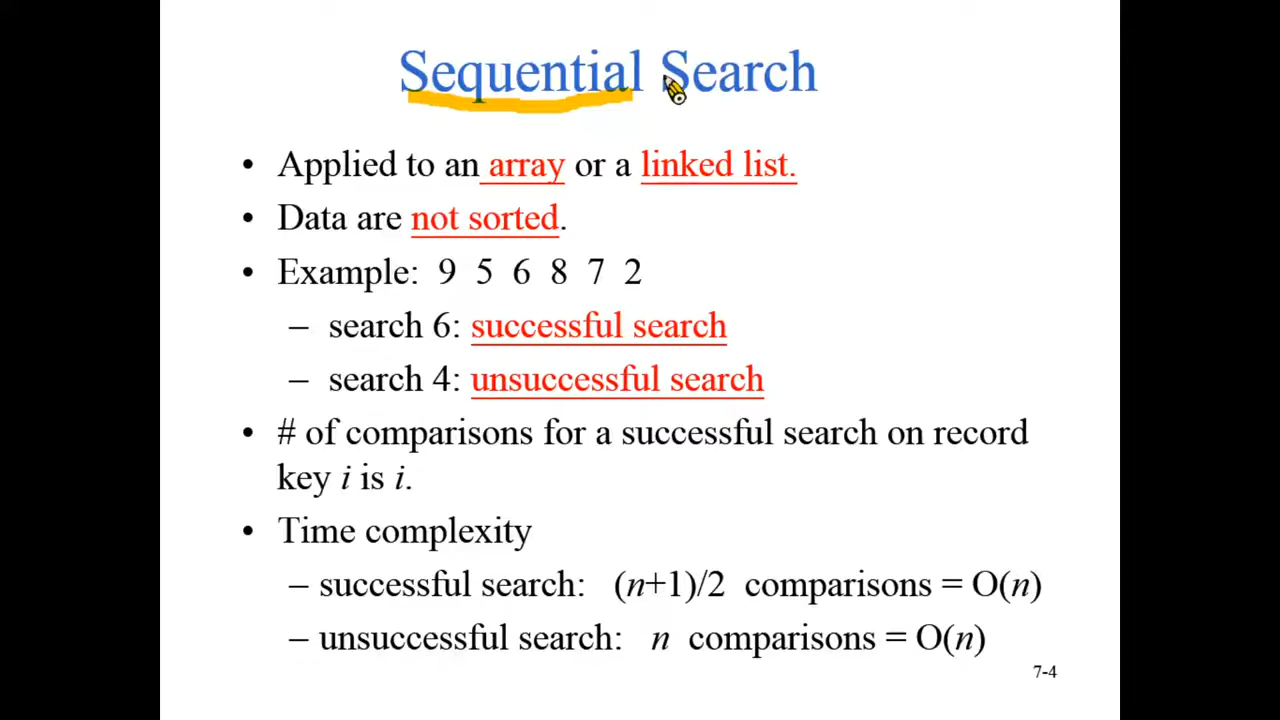 Sequential Search
• Applied to an array or a linked list.
• Data are not sorted.
• Example: 9 5 6 8 7 2
– search 6: successful search
– search 4: unsuccessful search
• # of comparisons for a successful search on record
key i is i.
• Time complexity
– successful search: (n+1)/2 comparisons = O(n)
– unsuccessful search: n comparisons = O(n)
7-4